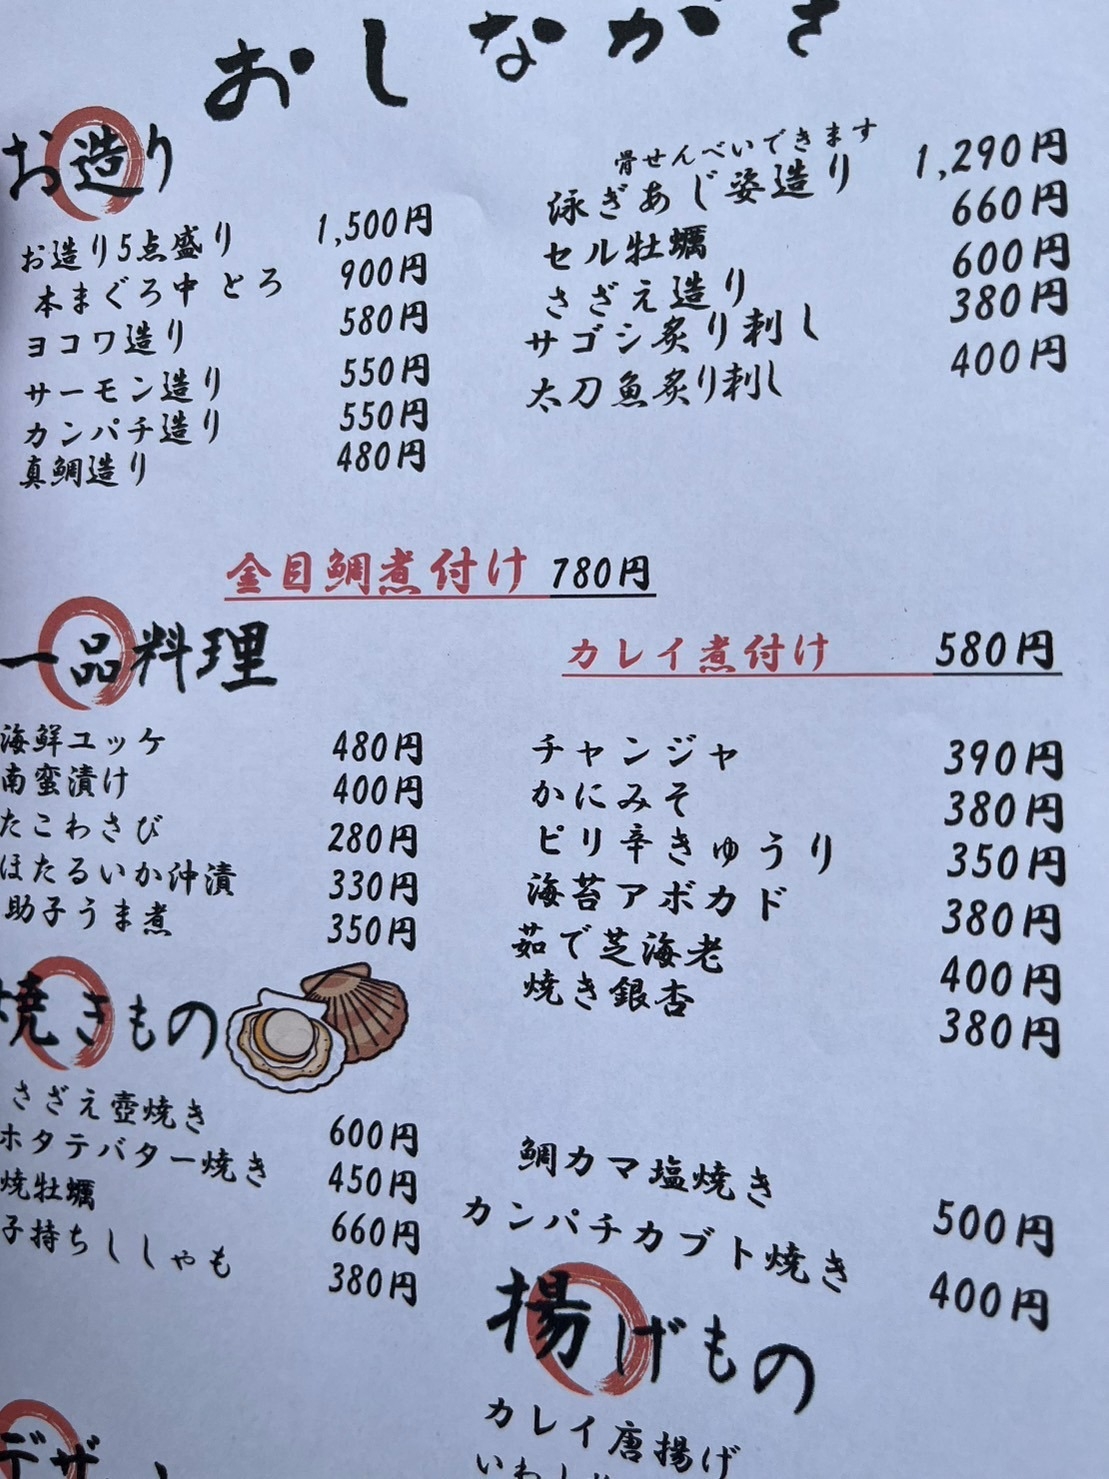 おしながき
お造り
お造り5点盛り 1,500円
本まぐろ中とろ 900円
ヨコワ造り 580円
サーモン造り 550円
カンパチ造り 550円
真鯛造り 480円
骨せんべいできます
泳ぎあじ姿造り 1,290円
セル牡蠣 660円
さざえ造り 600円
サゴシ炙り刺し 380円
太刀魚炙り刺し 400円
金目鯛煮付け 780円
カレイ煮付け 580円
一品料理
海鮮ユッケ 480円
南蛮漬け 400円
たこわさび 280円
ほたるいか沖漬 330円
助子うま煮 350円
チャンジャ 390円
かにみそ 380円
ピリ辛きゅうり 350円
海苔アボカド 380円
茹で芝海老 400円
焼き銀杏 380円
焼きもの
さざえ壺焼き 600円
ホタテバター焼き 450円
焼牡蠣 660円
子持ちししゃも 380円
鯛カマ塩焼き 500円
カンパチカブト焼き 400円
揚げもの
カレイ唐揚げ
いわし
デザート